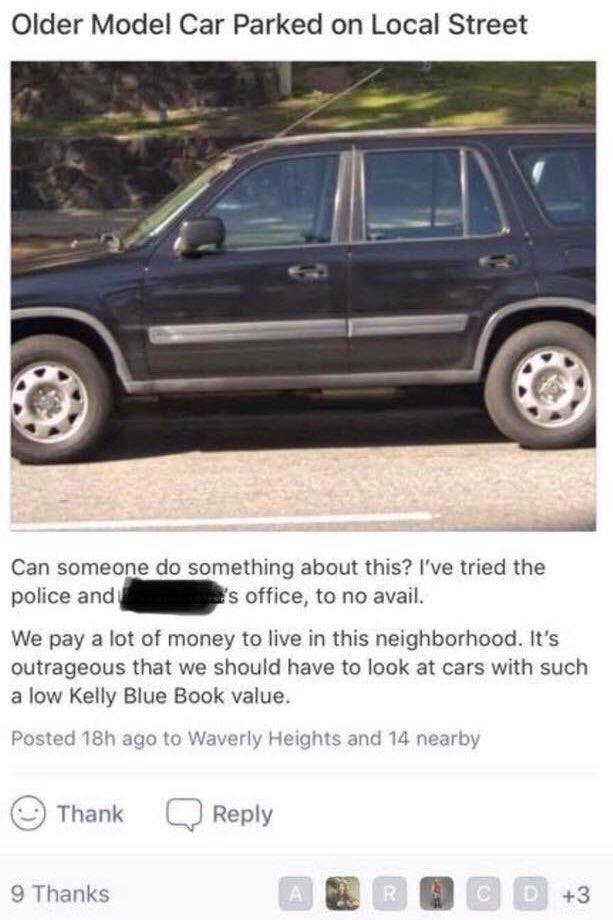 Older Model Car Parked on Local Street
Can someone do something about this? I've tried the
police and 's office, to no avail.
We pay a lot of money to live in this neighborhood. It's
outrageous that we should have to look at cars with such
a low Kelly Blue Book value.
Posted 18h ago to Waverly Heights and 14 nearby
Thank Reply
9 Thanks A R C D +3